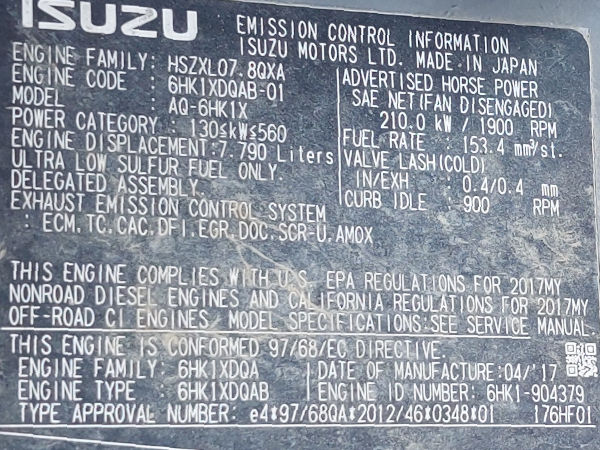 ISUZU
EMISSION CONTROL INFORMATION
ISUZU MOTORS LTD. MADE IN JAPAN
ENGINE FAMILY: HSZXL07.8QXA
ENGINE CODE : 6HK1XDQAB-01
MODEL : AQ-6HK1X
POWER CATEGORY : 130≤kW≤560
ENGINE DISPLACEMENT:7.790 Liters
ULTRA LOW SULFUR FUEL ONLY.
DELEGATED ASSEMBLY.
EXHAUST EMISSION CONTROL SYSTEM
: ECM.TC.CAC.DFI.EGR.DOC.SCR-U.AMOX
ADVERTISED HORSE POWER
SAE NET(FAN DISENGAGED)
210.0 kW / 1900 RPM
FUEL RATE : 153.4 mm³/st.
VALVE LASH(COLD)
IN/EXH : 0.4/0.4 mm
CURB IDLE : 900 RPM
THIS ENGINE COMPLIES WITH U.S. EPA REGULATIONS FOR 2017MY
NONROAD DIESEL ENGINES AND CALIFORNIA REGULATIONS FOR 2017MY
OFF-ROAD CI ENGINES. MODEL SPECIFICATIONS:SEE SERVICE MANUAL.
THIS ENGINE IS CONFORMED 97/68/EC DIRECTIVE.
ENGINE FAMILY : 6HK1XDQA DATE OF MANUFACTURE:04/'17
ENGINE TYPE : 6HK1XDQAB ENGINE ID NUMBER: 6HK1-904379
TYPE APPROVAL NUMBER: e4*97/68QA*2012/46*0348*01 176HF01